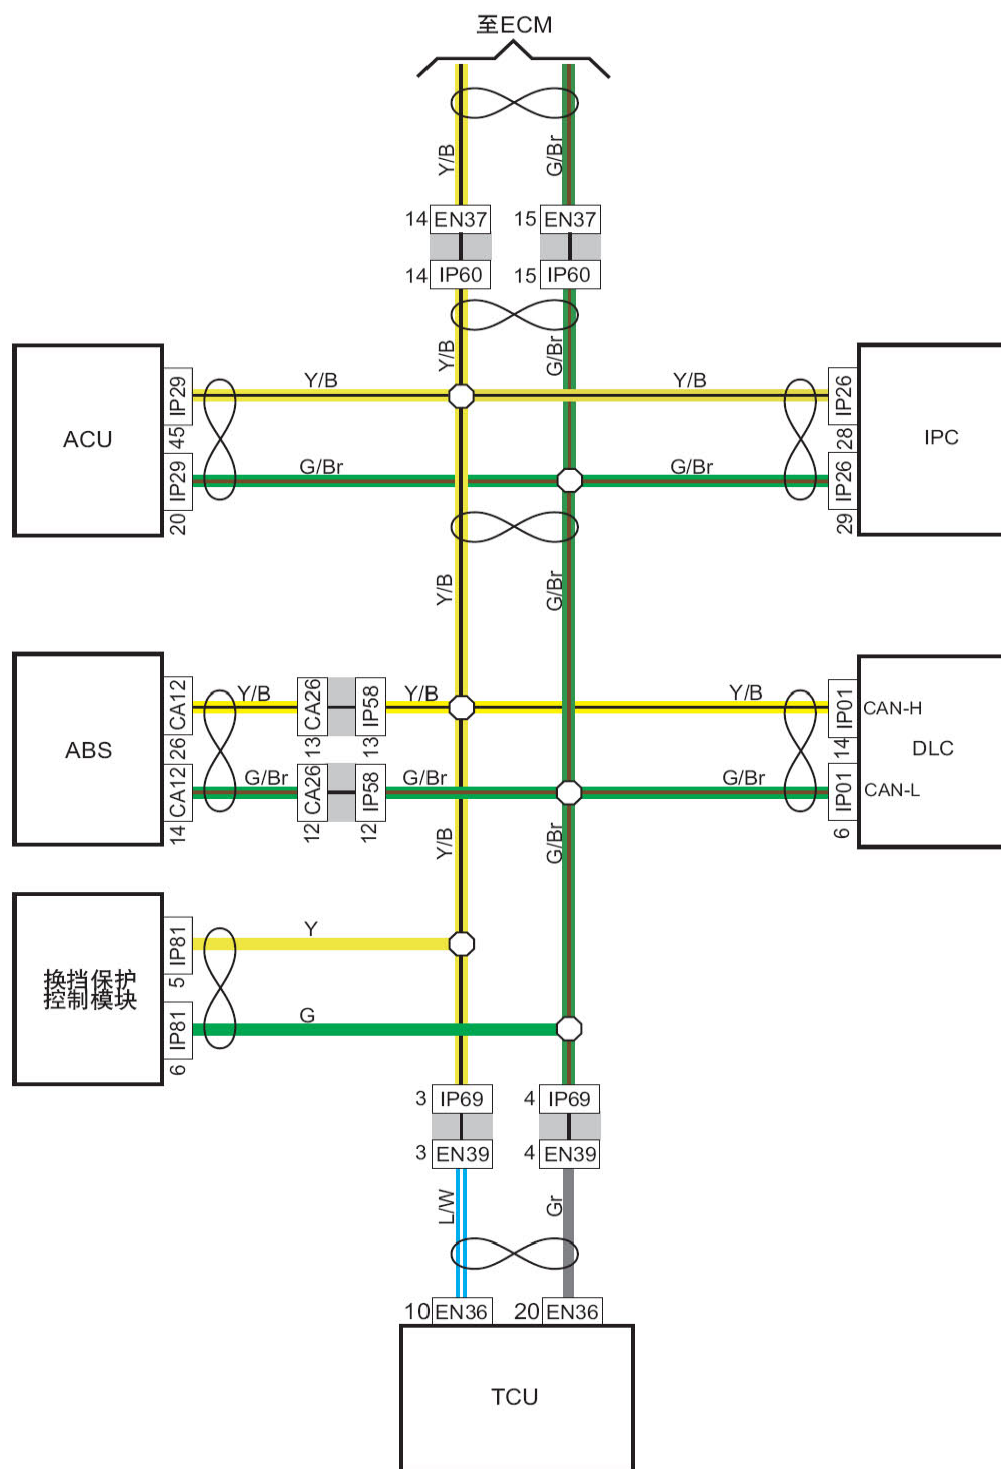 至ECM
Y/B
G/Br
14 EN37
15 EN37
14 IP60
15 IP60
Y/B
G/Br
ACU
IP29
45
IP29
20
Y/B
G/Br
Y/B
G/Br
IP26
28
IP26
29
IPC
Y/B
G/Br
ABS
CA12
26
CA12
14
Y/B
G/Br
CA26
13
CA26
12
IP58
13
IP58
12
Y/B
G/Br
Y/B
G/Br
IP01
14
IP01
6
CAN-H
DLC
CAN-L
Y/B
G/Br
换挡保护
控制模块
IP81
5
IP81
6
Y
G
3 IP69
4 IP69
3 EN39
4 EN39
L/W
Gr
10 EN36
20 EN36
TCU